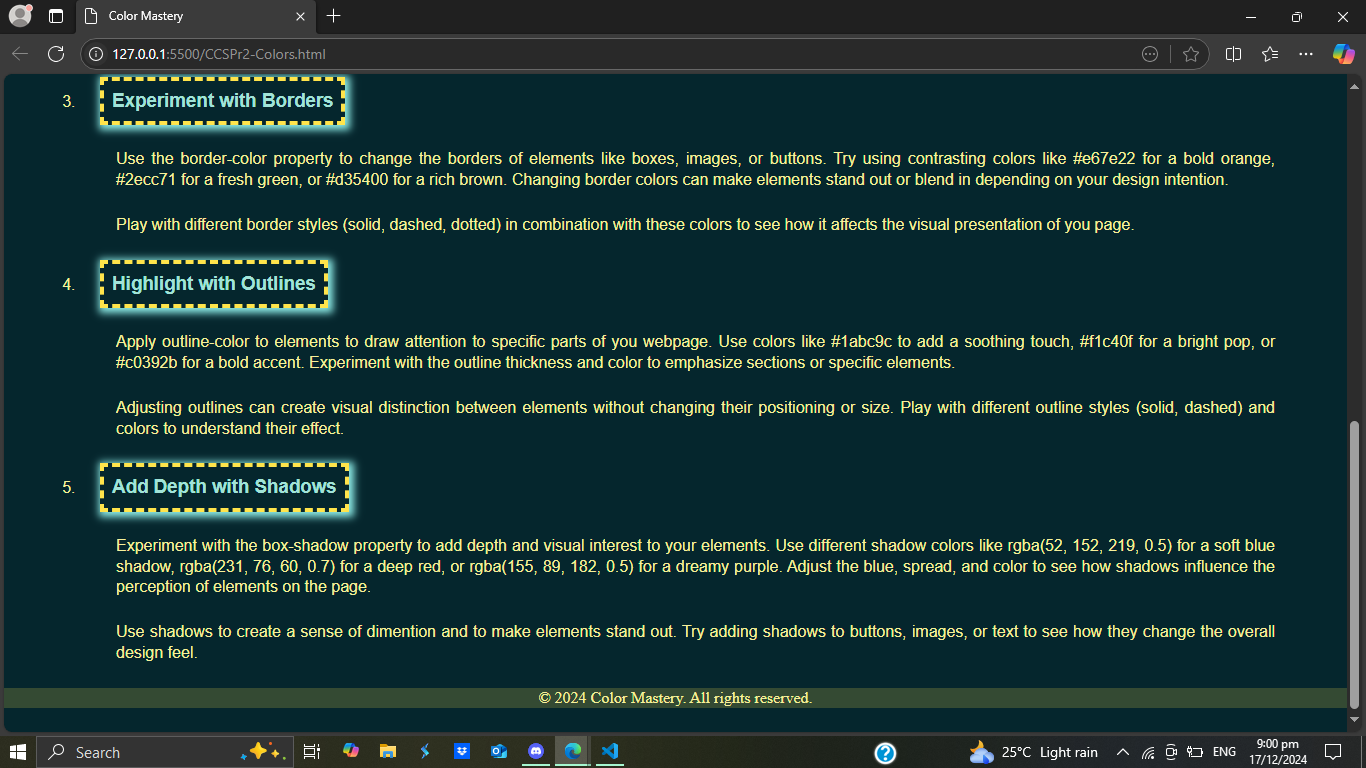 Color Mastery
127.0.0.1:5500/CCSPr2-Colors.html
3. Experiment with Borders
Use the border-color property to change the borders of elements like boxes, images, or buttons. Try using contrasting colors like #e67e22 for a bold orange,
#2ecc71 for a fresh green, or #d35400 for a rich brown. Changing border colors can make elements stand out or blend in depending on your design intention.
Play with different border styles (solid, dashed, dotted) in combination with these colors to see how it affects the visual presentation of you page.
4. Highlight with Outlines
Apply outline-color to elements to draw attention to specific parts of you webpage. Use colors like #1abc9c to add a soothing touch, #f1c40f for a bright pop, or
#c0392b for a bold accent. Experiment with the outline thickness and color to emphasize sections or specific elements.
Adjusting outlines can create visual distinction between elements without changing their positioning or size. Play with different outline styles (solid, dashed) and
colors to understand their effect.
5. Add Depth with Shadows
Experiment with the box-shadow property to add depth and visual interest to your elements. Use different shadow colors like rgba(52, 152, 219, 0.5) for a soft blue
shadow, rgba(231, 76, 60, 0.7) for a deep red, or rgba(155, 89, 182, 0.5) for a dreamy purple. Adjust the blue, spread, and color to see how shadows influence the
perception of elements on the page.
Use shadows to create a sense of dimention and to make elements stand out. Try adding shadows to buttons, images, or text to see how they change the overall
design feel.
© 2024 Color Mastery. All rights reserved.
Search
25°C Light rain
ENG
9:00 pm
17/12/2024